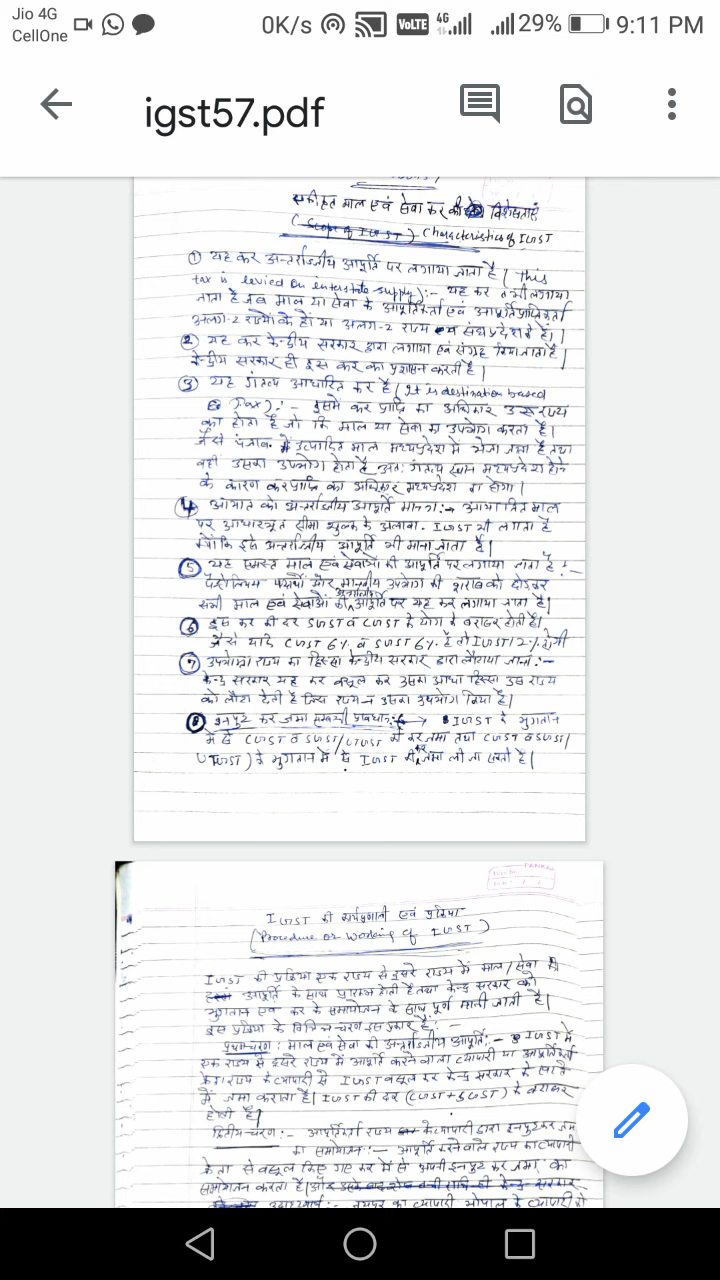 Jio 4G
CellOne
0K/s VoLTE 4G 29% 9:11 PM
igst57.pdf
एकीकृत माल एवं सेवा कर की विशेषताएं
(Scope of IGST) Characteristics of IGST
① यह कर अन्तर्राज्यीय आपूर्ति पर लगाया जाता है (This
tax is levied on interstate supply) :- यह कर तभी लगाया
जाता है जब माल या सेवा के आपूर्तिकर्ता एवं आपूर्ति प्राप्तिकर्ता
अलग-2 राज्यों के हों या अलग-2 राज्य संघ प्रदेश के हैं।
② यह कर केन्द्रीय सरकार द्वारा लगाया एवं संग्रह किया जाता है
केन्द्रीय सरकार ही इस कर का प्रशासन करती है।
③ यह गंतव्य आधारित कर है (It is destination based
Tax) :- इसमें कर प्राप्ति का अधिकार उस राज्य
का होता है जो कि माल या सेवा का उपयोग करता है।
जैसे पंजाब में उत्पादित माल मध्यप्रदेश में भेजा जाता है तथा
वहीं उसका उपयोग होता है अतः गंतव्य स्थान मध्यप्रदेश होने
के कारण कर प्राप्ति का अधिकार मध्यप्रदेश का होगा।
④ आयात को अन्तर्राज्यीय आपूर्ति मानना :- आयातित माल
पर आधारभूत सीमा शुल्क के अलावा IGST भी लगता है
क्योंकि इसे अन्तर्राज्यीय आपूर्ति भी माना जाता है।
⑤ यह समस्त माल एवं सेवाओं की आपूर्ति पर लगाया जाता है :-
पेट्रोलियम पदार्थों और मानवीय उपयोग की शराब को छोड़कर
सभी माल एवं सेवाओं की आपूर्ति पर यह कर लगाया जाता है।
⑥ इस कर की दर SGST व CGST के योग के बराबर होती है।
जैसे यदि CGST 6% व SGST 6% है तो IGST 12% होगी
⑦ उपभोक्ता राज्य का हिस्सा केन्द्रीय सरकार द्वारा लौटाया जाना :-
केन्द्र सरकार यह कर वसूल कर उसका आधा हिस्सा उस राज्य
को लौटा देती है जिस राज्य ने उसका उपयोग किया है।
⑧ इनपुट कर जमा सम्बन्धी प्रावधान :- → IGST के भुगतान
में से CGST व SGST/UTGST की कर जमा तथा CGST व SGST/
UTGST) के भुगतान में से IGST की कर जमा ली जा सकती है।
IGST की कार्यप्रणाली एवं प्रक्रिया
(Procedure or Working of IGST)
IGST की प्रक्रिया एक राज्य से दूसरे राज्य में माल/सेवा की
आपूर्ति के साथ प्रारम्भ होती है तथा केन्द्र सरकार को
भुगतान एवं कर के समायोजन के साथ पूर्ण मानी जाती है।
इस प्रक्रिया के विभिन्न चरण इस प्रकार हैं :-
प्रथम चरण : माल एवं सेवा की अन्तर्राज्यीय आपूर्ति :- IGST में
एक राज्य से दूसरे राज्य में आपूर्ति करने वाला व्यापारी या आपूर्तिकर्ता
क्रेता राज्य के व्यापारी से IGST वसूल कर केन्द्र सरकार के खाते
में जमा कराता है। IGST की दर (CGST+SGST) के बराबर
होती है।
द्वितीय चरण :- आपूर्तिकर्ता राज्य के व्यापारी द्वारा इनपुट कर जमा
का समायोजन :- आपूर्ति करने वाले राज्य का व्यापारी
क्रेता से वसूल किए गए कर में से अपनी इनपुट कर जमा का
समायोजन करता है।
उदाहरणार्थ :- जयपुर का व्यापारी भोपाल के व्यापारी को